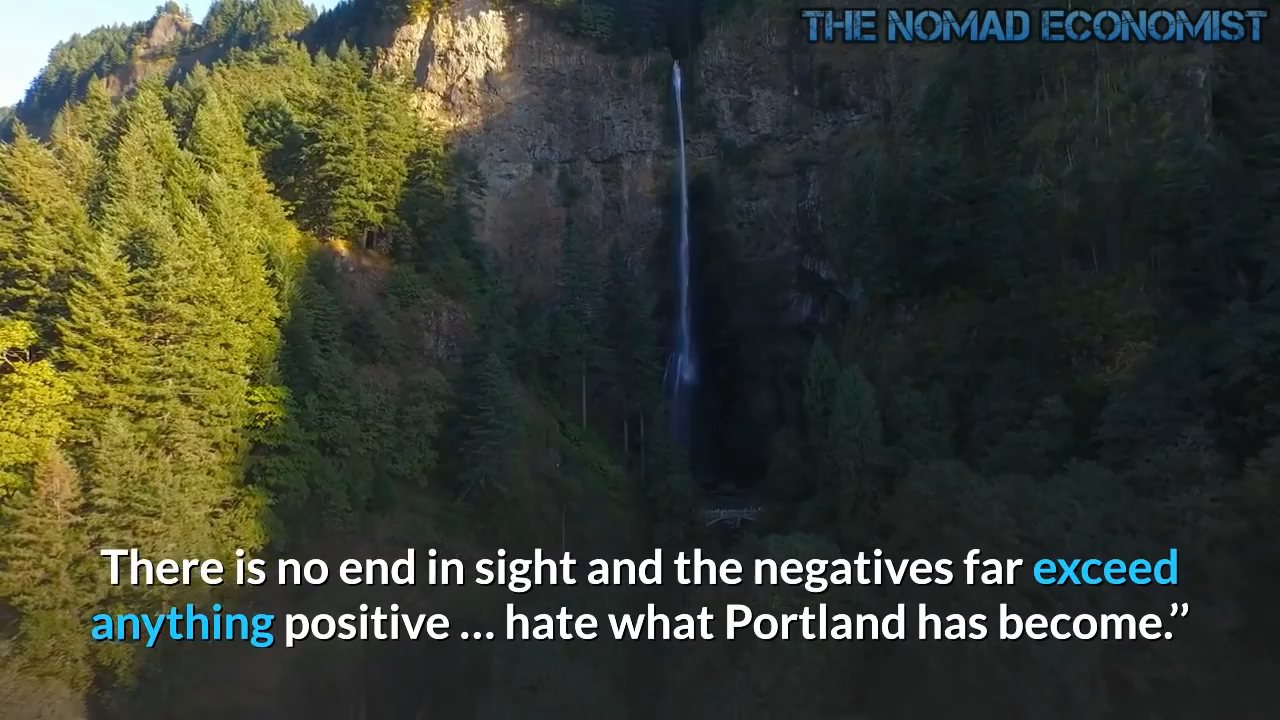 THE NOMAD ECONOMIST
There is no end in sight and the negatives far exceed
anything positive ... hate what Portland has become.”